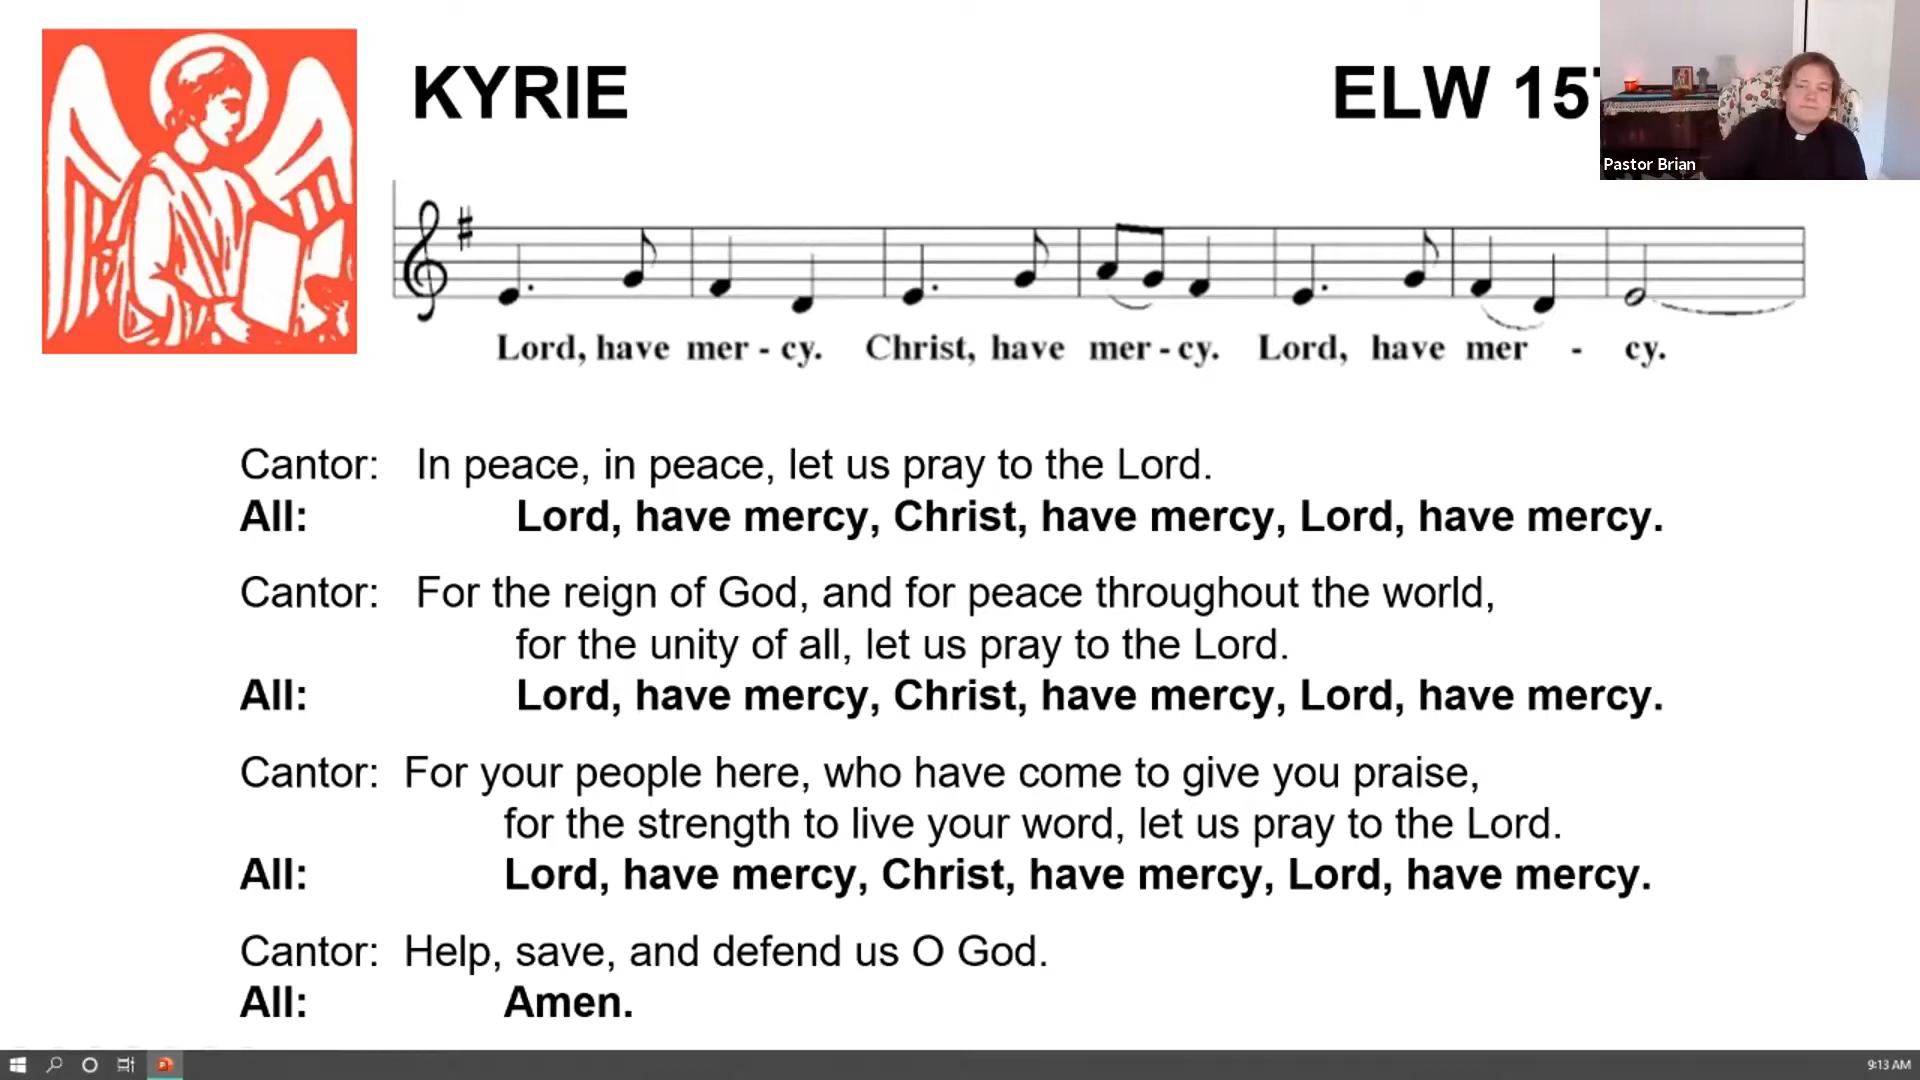 KYRIE ELW 157
Pastor Brian
Lord, have mer - cy. Christ, have mer - cy. Lord, have mer - cy.
Cantor: In peace, in peace, let us pray to the Lord.
All: Lord, have mercy, Christ, have mercy, Lord, have mercy.
Cantor: For the reign of God, and for peace throughout the world,
for the unity of all, let us pray to the Lord.
All: Lord, have mercy, Christ, have mercy, Lord, have mercy.
Cantor: For your people here, who have come to give you praise,
for the strength to live your word, let us pray to the Lord.
All: Lord, have mercy, Christ, have mercy, Lord, have mercy.
Cantor: Help, save, and defend us O God.
All: Amen.
9:13 AM